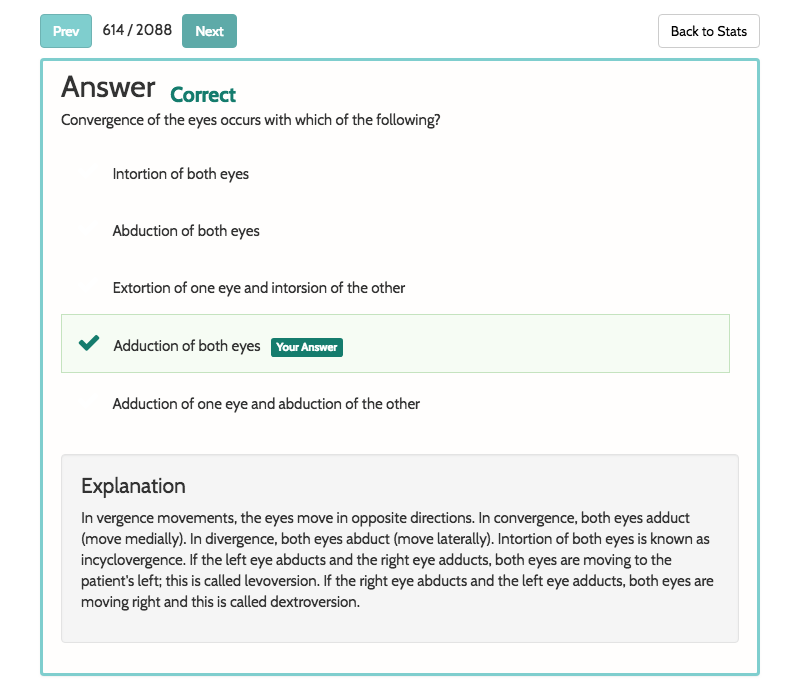 Prev 614 / 2088 Next Back to Stats
Answer Correct
Convergence of the eyes occurs with which of the following?
Intortion of both eyes
Abduction of both eyes
Extortion of one eye and intorsion of the other
Adduction of both eyes Your Answer
Adduction of one eye and abduction of the other
Explanation
In vergence movements, the eyes move in opposite directions. In convergence, both eyes adduct
(move medially). In divergence, both eyes abduct (move laterally). Intortion of both eyes is known as
incyclovergence. If the left eye abducts and the right eye adducts, both eyes are moving to the
patient's left; this is called levoversion. If the right eye abducts and the left eye adducts, both eyes are
moving right and this is called dextroversion.